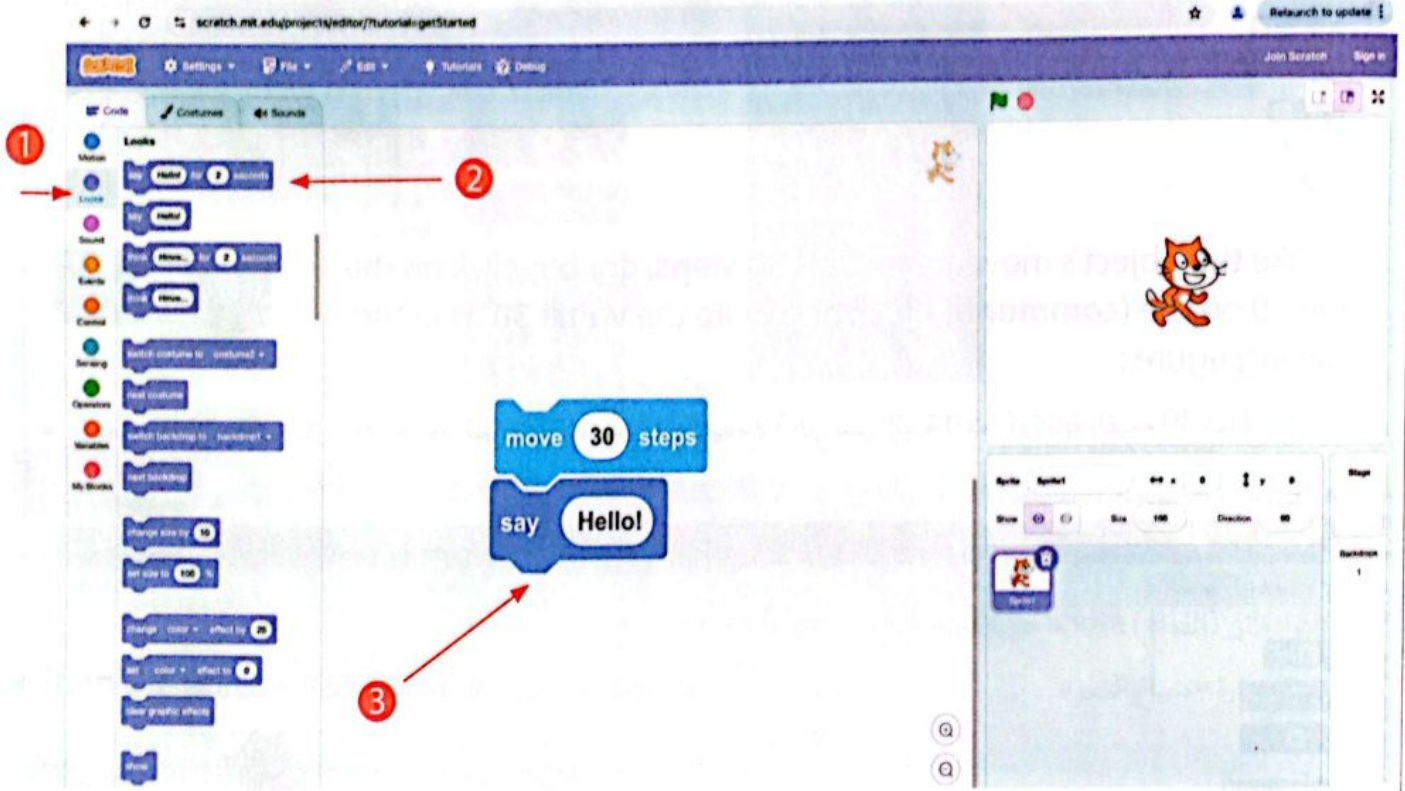 scratch.mit.edu/projects/editor/?tutorial=getStarted
Relaunch to update
Settings File Edit Tutorials Debug
Join Scratch Sign in
Code Costumes Sounds
1
Motion
Looks
Sound
Events
Control
Sensing
Operators
Variables
My Blocks
Looks
say Hello! for 2 seconds
2
say Hello!
think Hmm... for 2 seconds
think Hmm...
switch costume to costume2
next costume
switch backdrop to backdrop1
next backdrop
change size by 10
set size to 100 %
change color effect by 25
set color effect to 0
clear graphic effects
show
move 30 steps
say Hello!
3
Sprite Sprite1 x 0 y 0
Show Size 100 Direction 90
Sprite1
Stage
Backdrops
1